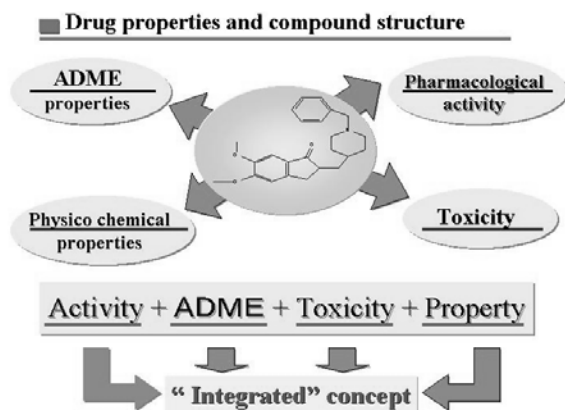 Drug properties and compound structure
ADME
properties
Pharmacological
activity
Physico chemical
properties
Toxicity
Activity + ADME + Toxicity + Property
“ Integrated” concept